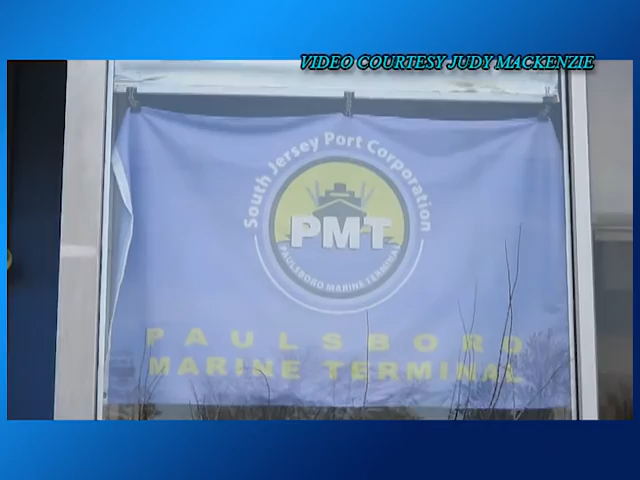 VIDEO COURTESY JUDY MACKENZIE
South Jersey Port Corporation
PMT
PAULSBORO MARINE TERMINAL
PAULSBORO
MARINE TERMINAL